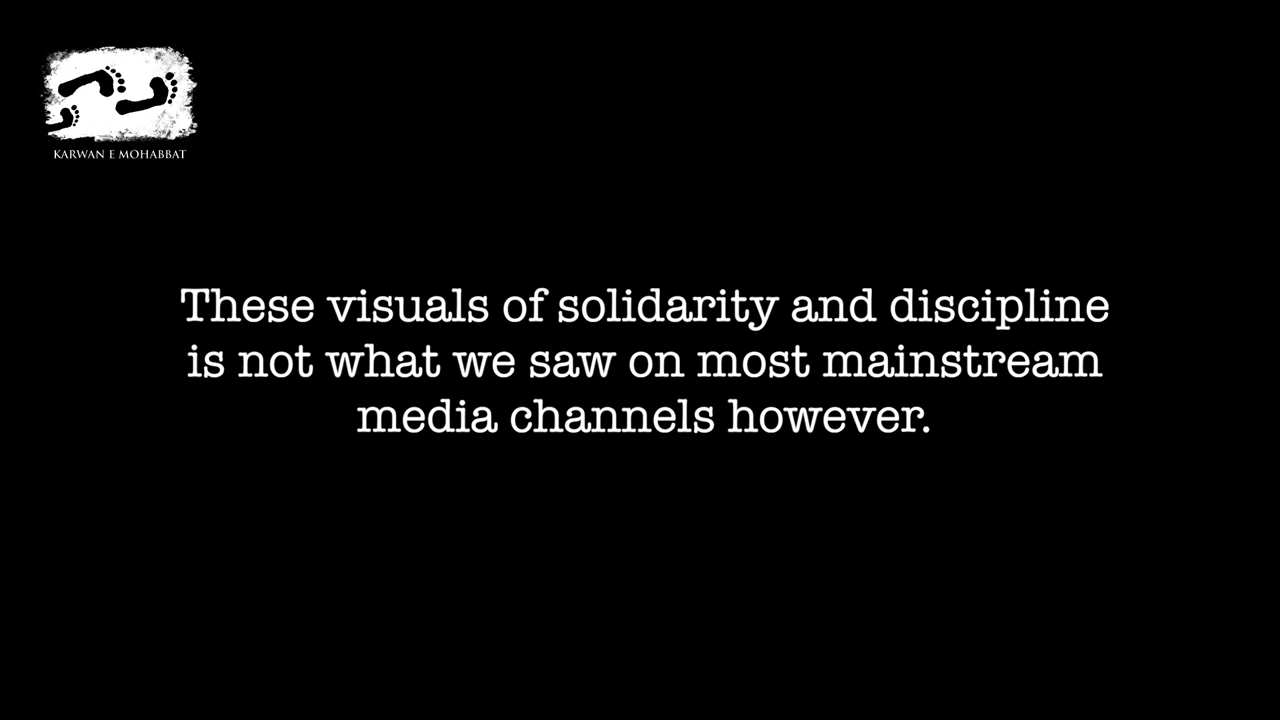 KARWAN E MOHABBAT
These visuals of solidarity and discipline
is not what we saw on most mainstream
media channels however.